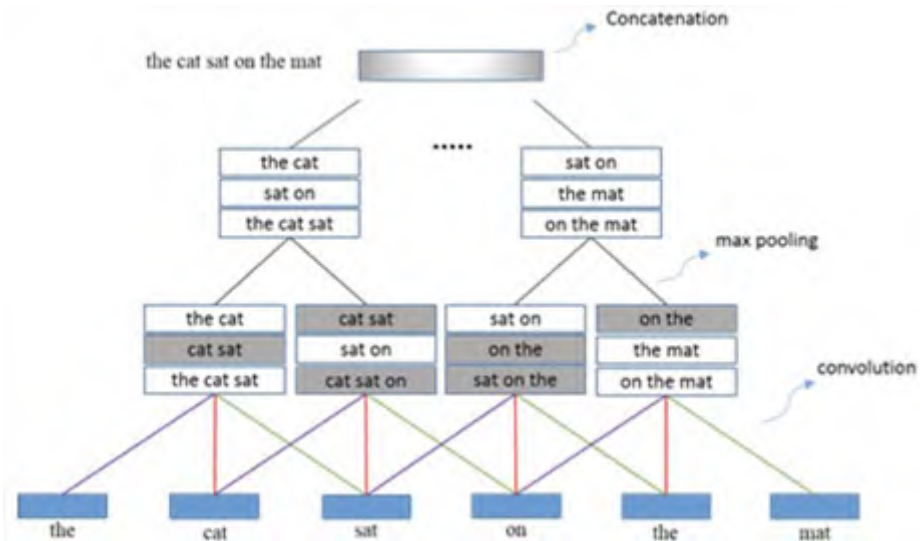 Concatenation
the cat sat on the mat
.....
the cat
sat on
the cat sat
sat on
the mat
on the mat
max pooling
the cat
cat sat
the cat sat
cat sat
sat on
cat sat on
sat on
on the
sat on the
on the
the mat
on the mat
convolution
the
cat
sat
on
the
mat